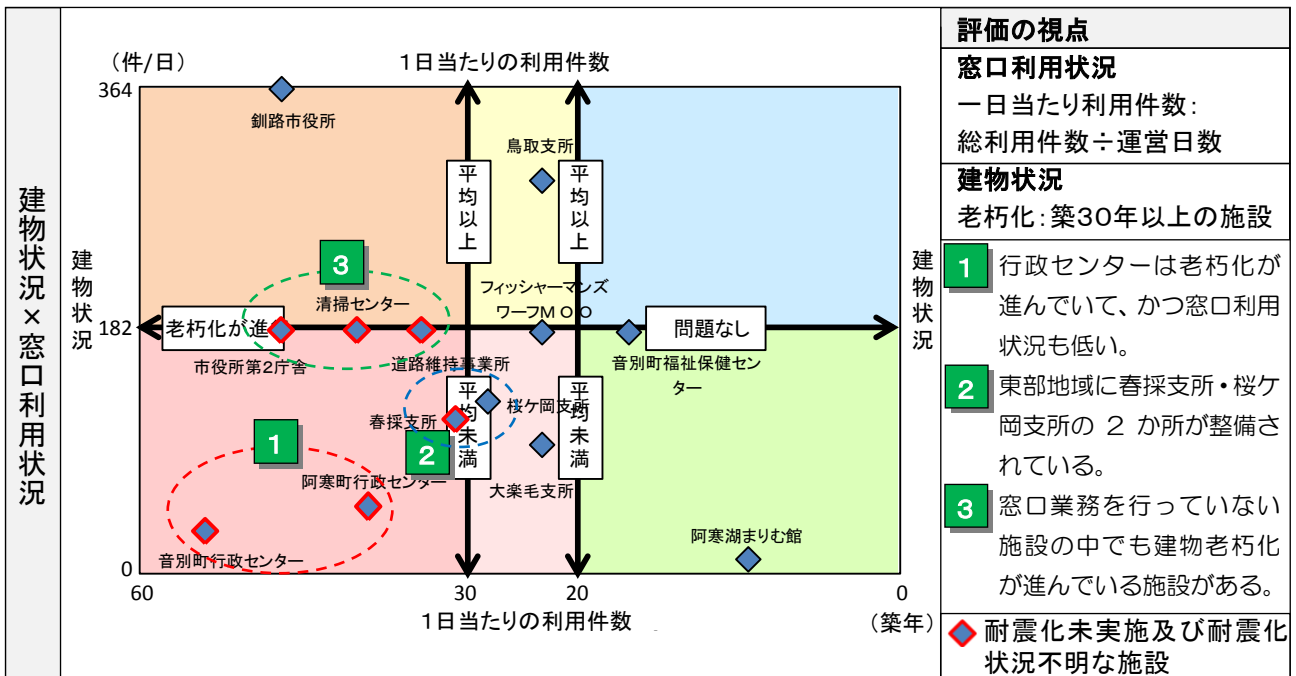 建物状況×窓口利用状況
(件/日)
1日当たりの利用件数
364
釧路市役所
鳥取支所
平均以上
平均以上
3
清掃センター
フィッシャーマンズ
ワーフＭＯＯ
建物状況
建物状況
182
老朽化が進
問題なし
市役所第2庁舎
道路維持事業所
音別町福祉保健セン
ター
平均未満
平均未満
桜ケ岡支所
春採支所
1
2
阿寒町行政センター
大楽毛支所
音別町行政センター
阿寒湖まりむ館
0
60
30
20
0
1日当たりの利用件数
(築年)
評価の視点
窓口利用状況
一日当たり利用件数:
総利用件数÷運営日数
建物状況
老朽化:築30年以上の施設
1 行政センターは老朽化が
進んでいて、かつ窓口利用
状況も低い。
2 東部地域に春採支所・桜ケ
岡支所の 2 か所が整備さ
れている。
3 窓口業務を行っていない
施設の中でも建物老朽化
が進んでいる施設がある。
耐震化未実施及び耐震化
状況不明な施設